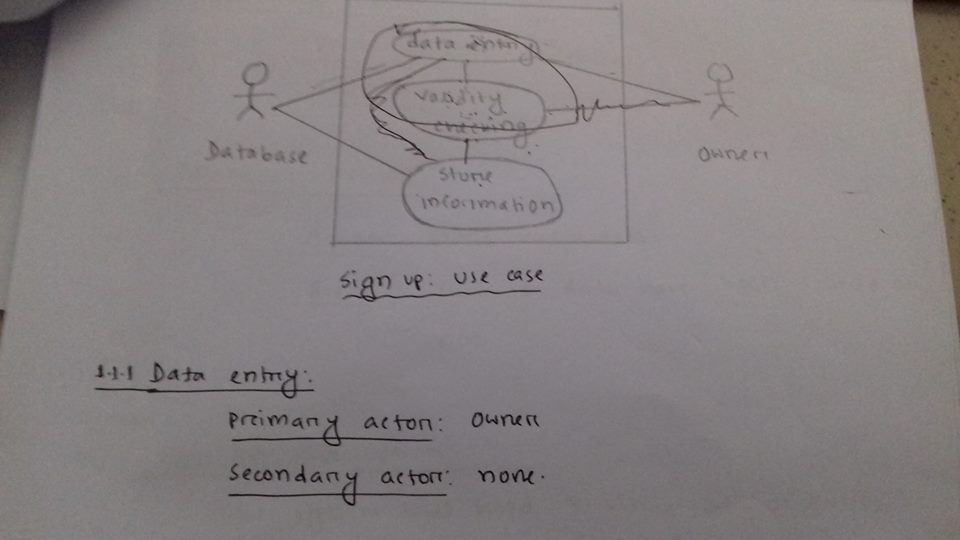 data entry
validity
checking
Database
Owner
store
information
sign up: use case
1.1.1 Data entry:
primary actor: owner
secondary actor: none.